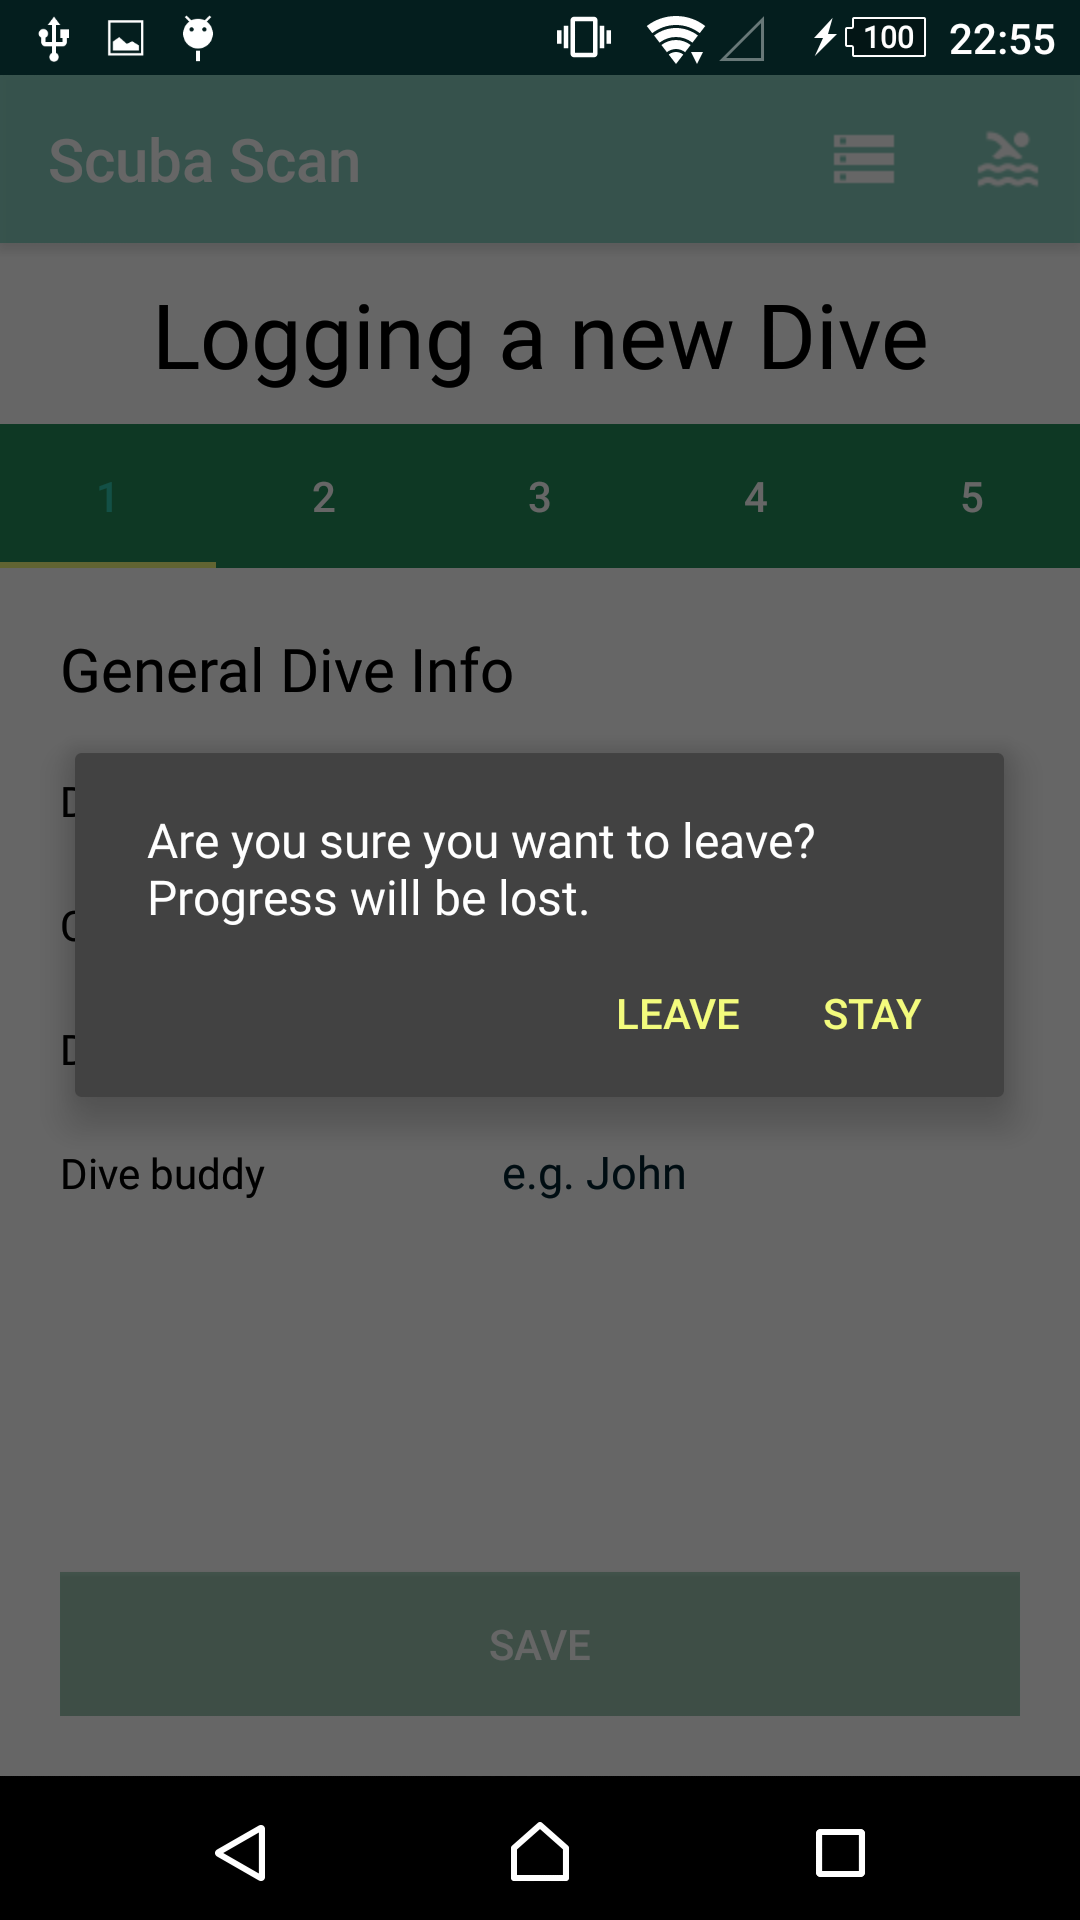 100 22:55
Scuba Scan
Logging a new Dive
1 2 3 4 5
General Dive Info
Are you sure you want to leave?
Progress will be lost.
LEAVE STAY
Dive buddy e.g. John
SAVE